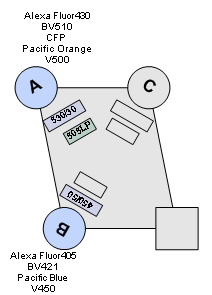 Alexa Fluor430
BV510
CFP
Pacific Orange
V500
A
C
530/30
505LP
450/50
B
Alexa Fluor405
BV421
Pacific Blue
V450